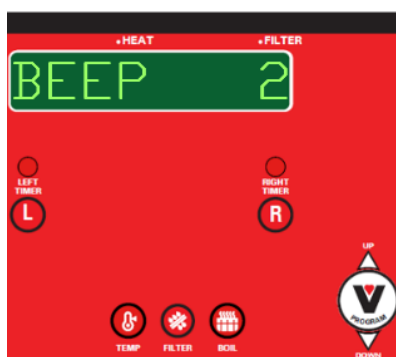 •HEAT •FILTER
BEEP 2
LEFT TIMER
RIGHT TIMER
L
R
UP
V
PROGRAM
DOWN
TEMP FILTER BOIL